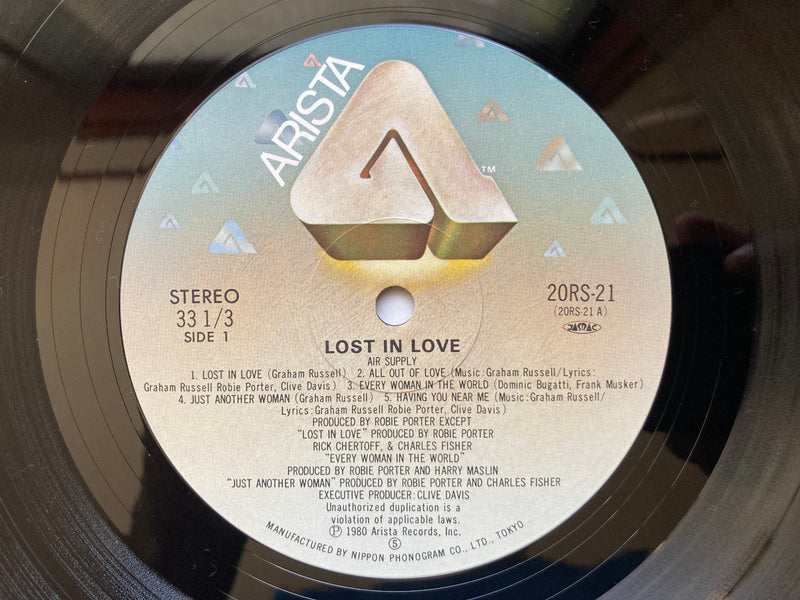 ARISTA
TM
STEREO
33 1/3
SIDE 1
20RS-21
(20RS-21 A)
JASRAC
LOST IN LOVE
AIR SUPPLY
1. LOST IN LOVE (Graham Russell) 2. ALL OUT OF LOVE (Music: Graham Russell/Lyrics:
Graham Russell Robie Porter, Clive Davis) 3. EVERY WOMAN IN THE WORLD (Dominic Bugatti, Frank Musker)
4. JUST ANOTHER WOMAN (Graham Russell) 5. HAVING YOU NEAR ME (Music: Graham Russell/
Lyrics: Graham Russell Robie Porter, Clive Davis)
PRODUCED BY ROBIE PORTER EXCEPT
"LOST IN LOVE" PRODUCED BY ROBIE PORTER
RICK CHERTOFF, & CHARLES FISHER
"EVERY WOMAN IN THE WORLD"
PRODUCED BY ROBIE PORTER AND HARRY MASLIN
"JUST ANOTHER WOMAN" PRODUCED BY ROBIE PORTER AND CHARLES FISHER
EXECUTIVE PRODUCER: CLIVE DAVIS
Unauthorized duplication is a
violation of applicable laws.
Ⓟ 1980 Arista Records, Inc.
⑤
MANUFACTURED BY NIPPON PHONOGRAM CO., LTD., TOKYO